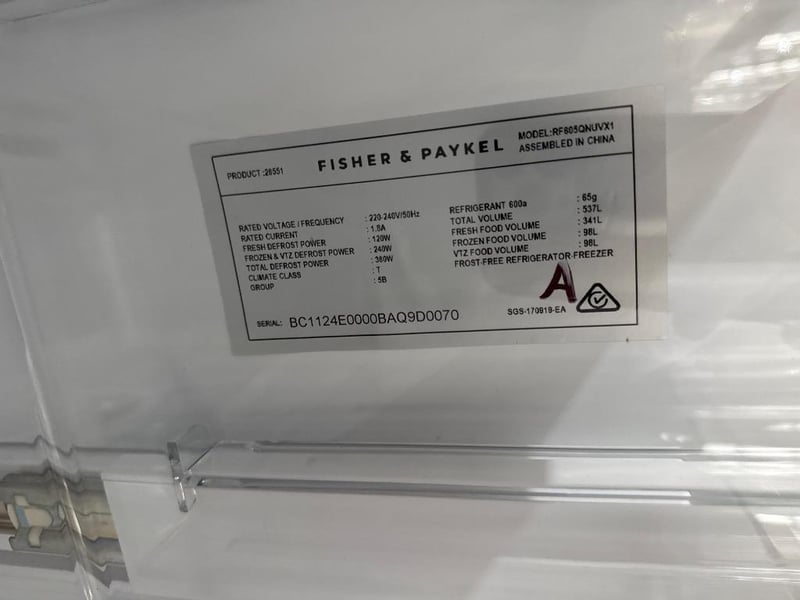 PRODUCT :26551
FISHER & PAYKEL
MODEL:RF605QNUVX1
ASSEMBLED IN CHINA
RATED VOLTAGE / FREQUENCY : 220-240V/50Hz
RATED CURRENT : 1.8A
FRESH DEFROST POWER : 120W
FROZEN & VTZ DEFROST POWER : 240W
TOTAL DEFROST POWER : 360W
CLIMATE CLASS : T
GROUP : 5B
REFRIGERANT 600a : 65g
TOTAL VOLUME : 537L
FRESH FOOD VOLUME : 341L
FROZEN FOOD VOLUME : 98L
VTZ FOOD VOLUME : 98L
FROST-FREE REFRIGERATOR-FREEZER
A
SERIAL: BC1124E0000BAQ9D0070
SGS-170919-EA